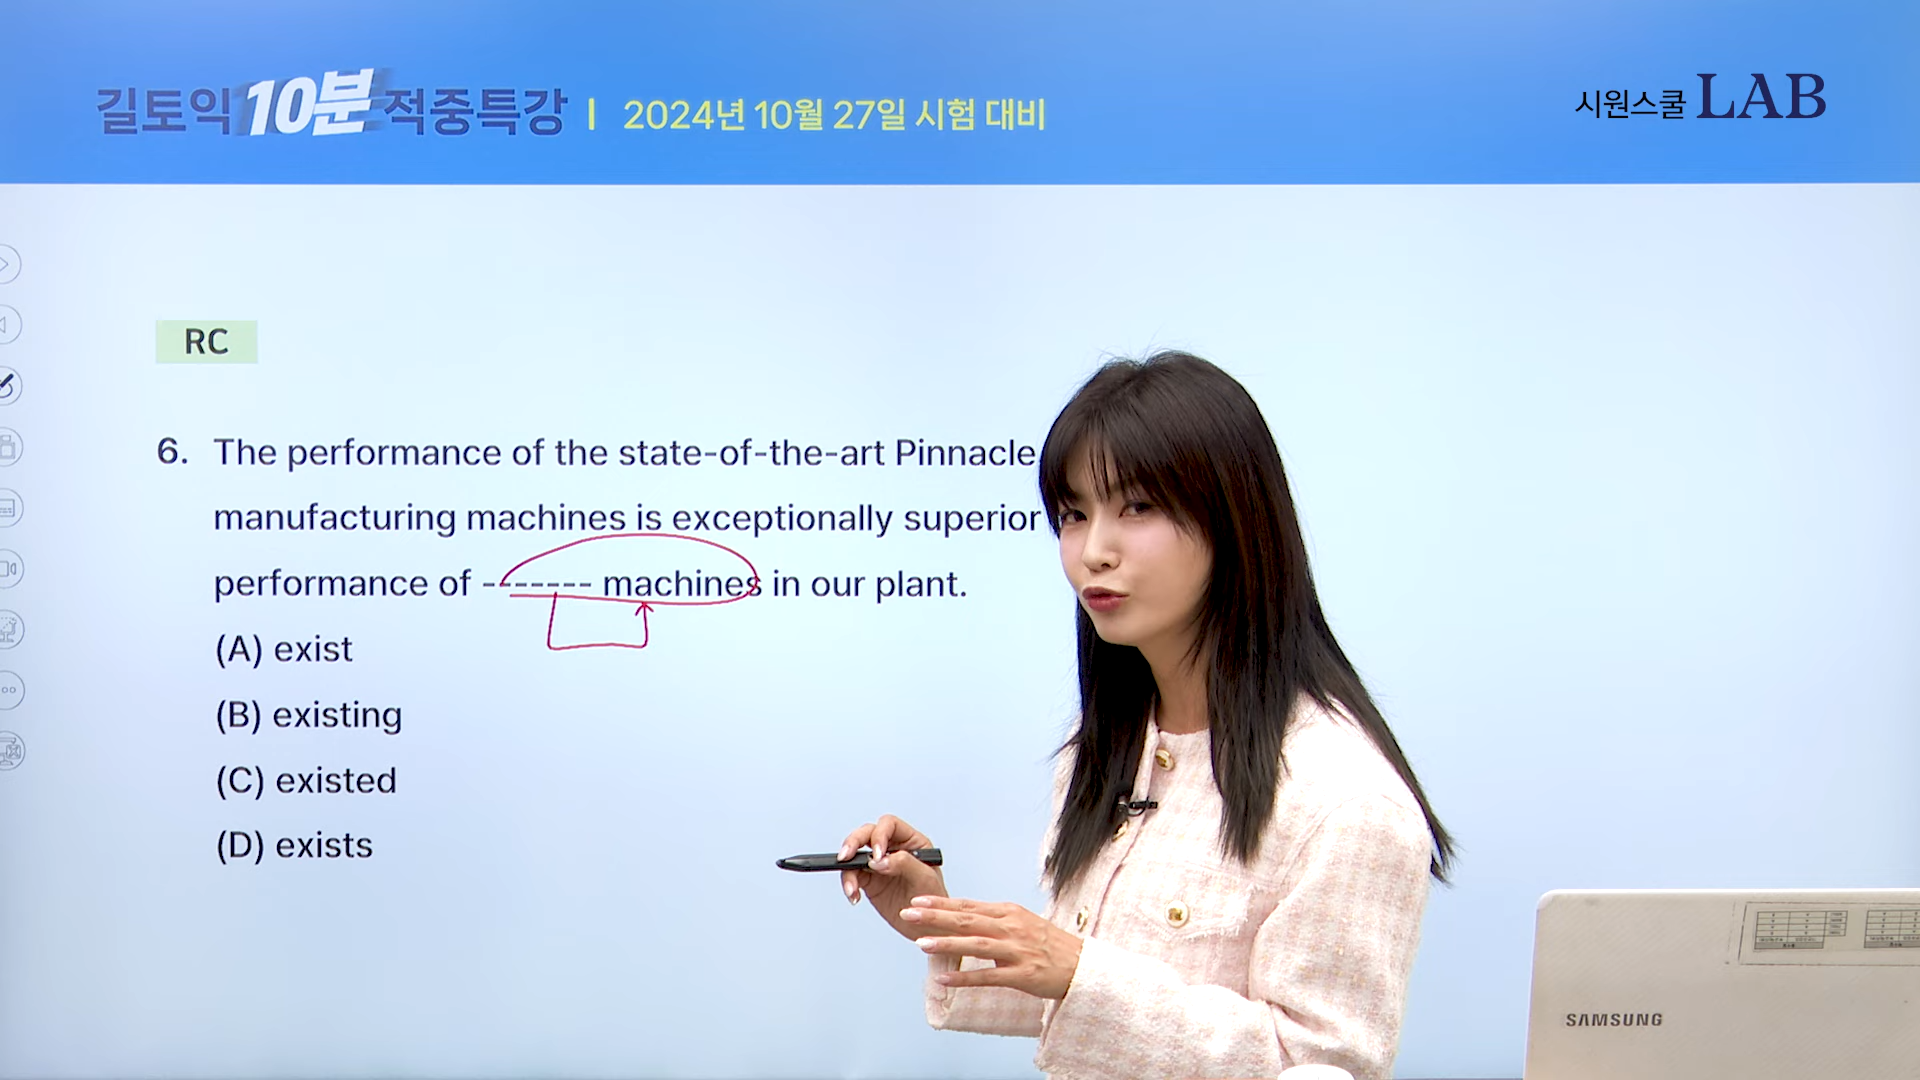 길토익 10분 적중특강 | 2024년 10월 27일 시험 대비
시원스쿨 LAB
RC
6. The performance of the state-of-the-art Pinnacle
manufacturing machines is exceptionally superior
performance of ------- machines in our plant.
(A) exist
(B) existing
(C) existed
(D) exists
SAMSUNG